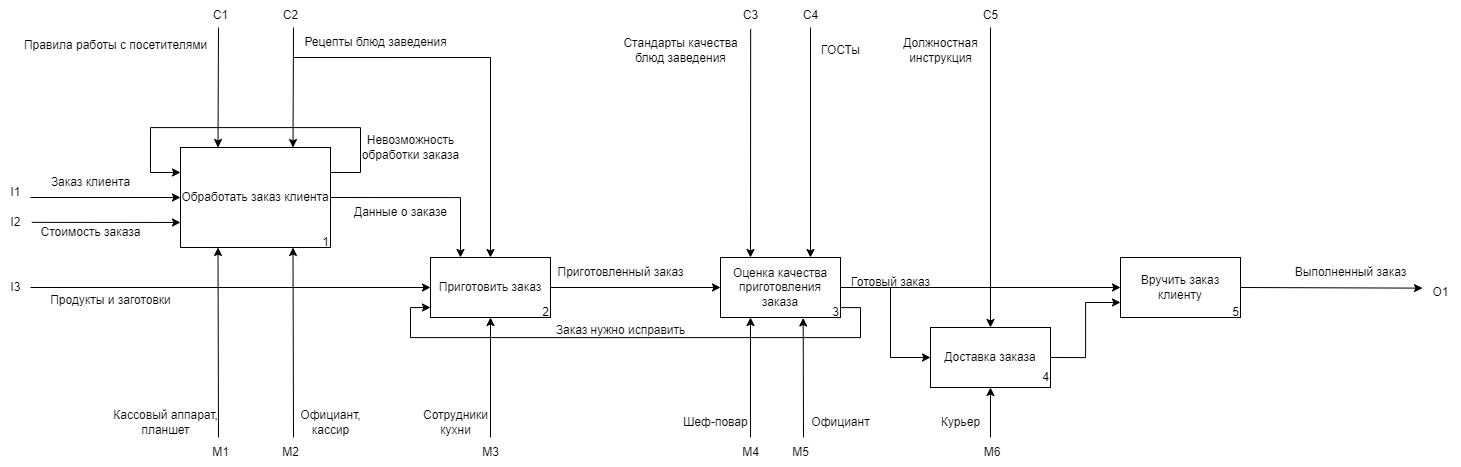 C1
C2
C3
C4
C5
Правила работы с посетителями
Рецепты блюд заведения
Стандарты качества
блюд заведения
ГОСТы
Должностная
инструкция
Невозможность
обработки заказа
I1
Заказ клиента
I2
Стоимость заказа
Обработать заказ клиента
1
Данные о заказе
I3
Продукты и заготовки
Приготовить заказ
2
Приготовленный заказ
Оценка качества
приготовления
заказа
3
Готовый заказ
Заказ нужно исправить
Доставка заказа
4
Вручить заказ
клиенту
5
Выполненный заказ
O1
Кассовый аппарат,
планшет
Официант,
кассир
Сотрудники
кухни
Шеф-повар
Официант
Курьер
M1
M2
M3
M4
M5
M6